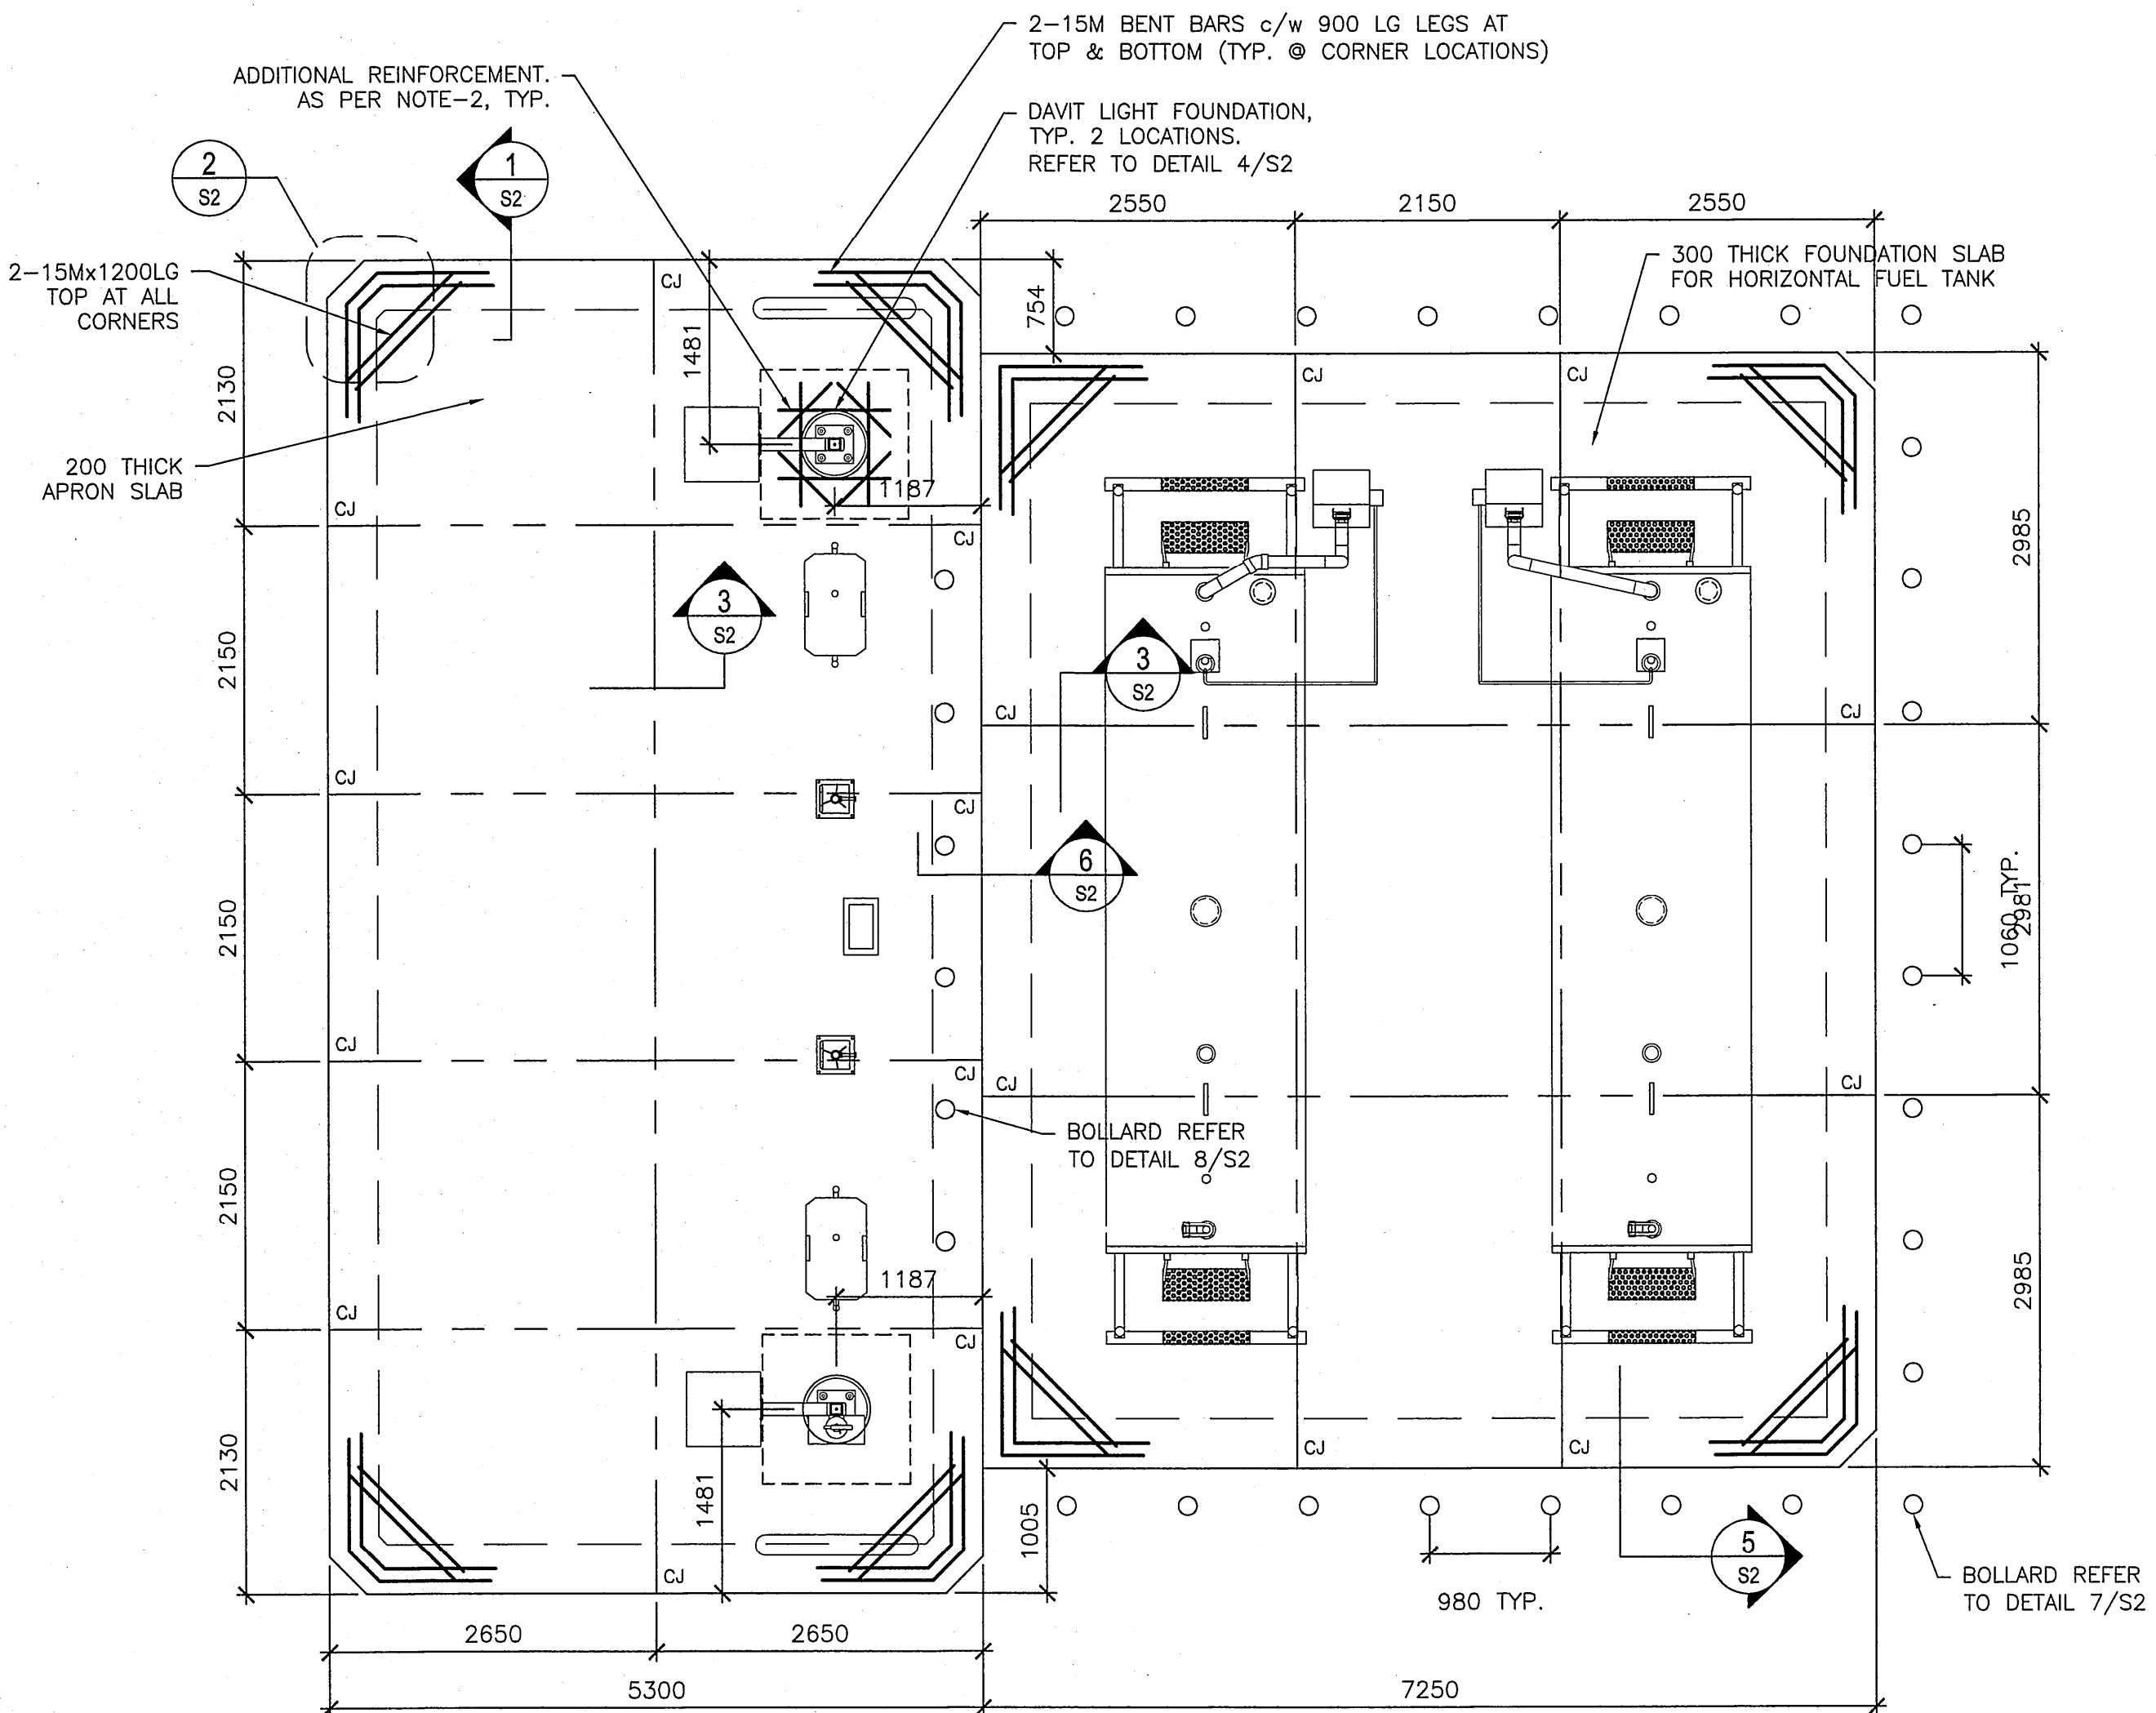 2-15M BENT BARS c/w 900 LG LEGS AT
TOP & BOTTOM (TYP. @ CORNER LOCATIONS)
ADDITIONAL REINFORCEMENT.
AS PER NOTE-2, TYP.
DAVIT LIGHT FOUNDATION,
TYP. 2 LOCATIONS.
REFER TO DETAIL 4/S2
2
S2
1
S2
2550
2150
2550
2-15Mx1200LG
TOP AT ALL
CORNERS
300 THICK FOUNDATION SLAB
FOR HORIZONTAL FUEL TANK
CJ
754
1481
2130
CJ
CJ
200 THICK
APRON SLAB
1187
CJ
CJ
2985
3
S2
2150
3
S2
CJ
CJ
CJ
CJ
6
S2
2150
1060 TYP.
2981
CJ
CJ
CJ
CJ
BOLLARD REFER
TO DETAIL 8/S2
2150
1187
2985
CJ
CJ
2130
1481
CJ
CJ
1005
5
S2
CJ
980 TYP.
BOLLARD REFER
TO DETAIL 7/S2
2650
2650
5300
7250